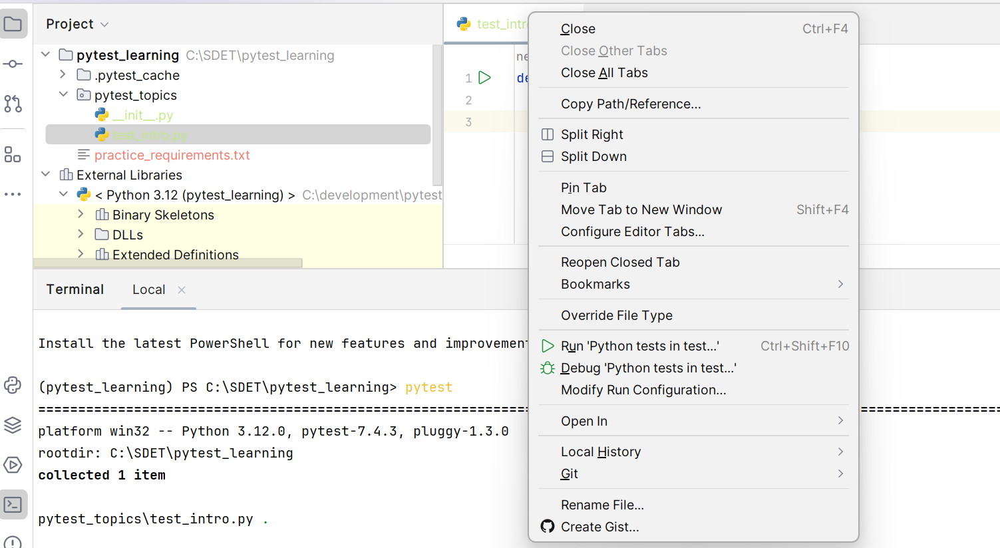 Project
pytest_learning C:\SDET\pytest_learning
.pytest_cache
pytest_topics
__init__.py
test_intro.py
practice_requirements.txt
External Libraries
< Python 3.12 (pytest_learning) > C:\development\pytest
Binary Skeletons
DLLs
Extended Definitions
test_intr
ne
1 de
2
3
Close Ctrl+F4
Close Other Tabs
Close All Tabs
Copy Path/Reference...
Split Right
Split Down
Pin Tab
Move Tab to New Window Shift+F4
Configure Editor Tabs...
Reopen Closed Tab
Bookmarks
Override File Type
Run 'Python tests in test...' Ctrl+Shift+F10
Debug 'Python tests in test...'
Modify Run Configuration...
Open In
Local History
Git
Rename File...
Create Gist...
Terminal Local
Install the latest PowerShell for new features and improvemen
(pytest_learning) PS C:\SDET\pytest_learning> pytest
platform win32 -- Python 3.12.0, pytest-7.4.3, pluggy-1.3.0
rootdir: C:\SDET\pytest_learning
collected 1 item
pytest_topics\test_intro.py .